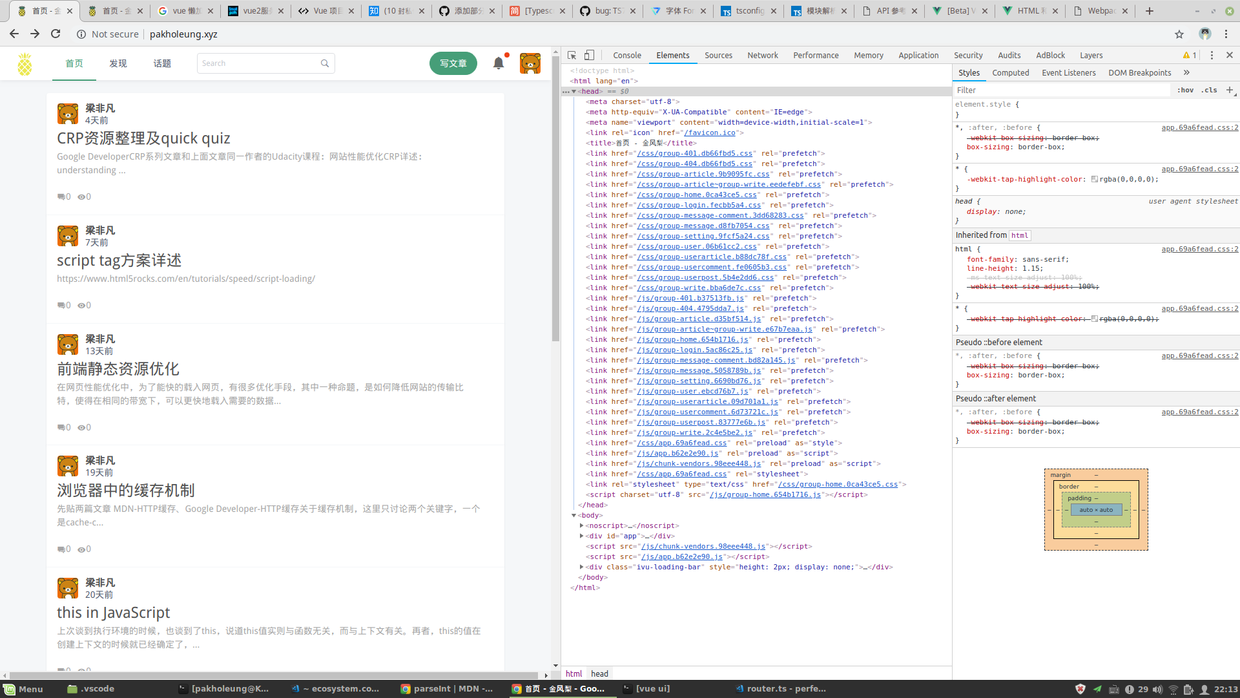 首页 - 金
首页 - 金
vue 懒加
vue2服务
Vue 项目
(10 封私
添加部分
[Typesc
bug: TS
字体 Fon
tsconfig
模块解析
API 参考
[Beta] V
HTML 和
Webpac
Not secure | pakholeung.xyz
首页
发现
话题
Search
写文章
梁非凡
4天前
CRP资源整理及quick quiz
Google DeveloperCRP系列文章和上面文章同一作者的Udacity课程：网站性能优化CRP详述：
understanding ...
0 0
梁非凡
7天前
script tag方案详述
https://www.html5rocks.com/en/tutorials/speed/script-loading/
0 0
梁非凡
13天前
前端静态资源优化
在网页性能优化中，为了能快的载入网页，有很多优化手段，其中一种命题，是如何降低网站的传输比
特，使得在相同的带宽下，可以更快地载入需要的数据...
0 0
梁非凡
19天前
浏览器中的缓存机制
先贴两篇文章 MDN-HTTP缓存、Google Developer-HTTP缓存关于缓存机制，这里只讨论两个关键字，一个
是cache-c...
0 0
梁非凡
20天前
this in JavaScript
上次谈到执行环境的时候，也谈到了this，说道this值实则与函数无关，而与上下文有关。再者，this的值在
创建上下文的时候就已经确定了，...
Console Elements Sources Network Performance Memory Application Security Audits AdBlock Layers 1
<!doctype html>
<html lang="en">
<head> == $0
<meta charset="utf-8">
<meta http-equiv="X-UA-Compatible" content="IE=edge">
<meta name="viewport" content="width=device-width,initial-scale=1">
<link rel="icon" href="/favicon.ico">
<title>首页 - 金凤梨</title>
<link href="/css/group-401.db66fbd5.css" rel="prefetch">
<link href="/css/group-404.db66fbd5.css" rel="prefetch">
<link href="/css/group-article.9b9095fc.css" rel="prefetch">
<link href="/css/group-article~group-write.eedefebf.css" rel="prefetch">
<link href="/css/group-home.0ca43ce5.css" rel="prefetch">
<link href="/css/group-login.fecbb5a4.css" rel="prefetch">
<link href="/css/group-message-comment.3dd68283.css" rel="prefetch">
<link href="/css/group-message.d8fb7054.css" rel="prefetch">
<link href="/css/group-setting.9fcf5a24.css" rel="prefetch">
<link href="/css/group-user.06b61cc2.css" rel="prefetch">
<link href="/css/group-userarticle.b88dc78f.css" rel="prefetch">
<link href="/css/group-usercomment.fe0605b3.css" rel="prefetch">
<link href="/css/group-userpost.5b4e2dd6.css" rel="prefetch">
<link href="/css/group-write.bba6de7c.css" rel="prefetch">
<link href="/js/group-401.b37513fb.js" rel="prefetch">
<link href="/js/group-404.4795dda7.js" rel="prefetch">
<link href="/js/group-article.d35bf514.js" rel="prefetch">
<link href="/js/group-article~group-write.e67b7eaa.js" rel="prefetch">
<link href="/js/group-home.654b1716.js" rel="prefetch">
<link href="/js/group-login.5ac86c25.js" rel="prefetch">
<link href="/js/group-message-comment.bd82a145.js" rel="prefetch">
<link href="/js/group-message.5058789b.js" rel="prefetch">
<link href="/js/group-setting.6690bd76.js" rel="prefetch">
<link href="/js/group-user.ebcd76b7.js" rel="prefetch">
<link href="/js/group-userarticle.09d701a1.js" rel="prefetch">
<link href="/js/group-usercomment.6d73721c.js" rel="prefetch">
<link href="/js/group-userpost.83777e6b.js" rel="prefetch">
<link href="/js/group-write.2c4e5be2.js" rel="prefetch">
<link href="/css/app.69a6fead.css" rel="preload" as="style">
<link href="/js/app.b62e2e90.js" rel="preload" as="script">
<link href="/js/chunk-vendors.98eee448.js" rel="preload" as="script">
<link href="/css/app.69a6fead.css" rel="stylesheet">
<link rel="stylesheet" type="text/css" href="/css/group-home.0ca43ce5.css">
<script charset="utf-8" src="/js/group-home.654b1716.js"></script>
</head>
<body>
<noscript>…</noscript>
<div id="app">…</div>
<script src="/js/chunk-vendors.98eee448.js"></script>
<script src="/js/app.b62e2e90.js"></script>
<div class="ivu-loading-bar" style="height: 2px; display: none;">…</div>
</body>
</html>
html head
Styles Computed Event Listeners DOM Breakpoints »
Filter :hov .cls +
element.style {
}
*, :after, :before { app.69a6fead.css:2
-webkit-box-sizing: border-box;
box-sizing: border-box;
}
* { app.69a6fead.css:2
-webkit-tap-highlight-color: rgba(0,0,0,0);
}
head { user agent stylesheet
display: none;
}
Inherited from html
html { app.69a6fead.css:2
font-family: sans-serif;
line-height: 1.15;
-ms-text-size-adjust: 100%;
-webkit-text-size-adjust: 100%;
}
* { app.69a6fead.css:2
-webkit-tap-highlight-color: rgba(0,0,0,0);
}
Pseudo ::before element
*, :after, :before { app.69a6fead.css:2
-webkit-box-sizing: border-box;
box-sizing: border-box;
}
Pseudo ::after element
*, :after, :before { app.69a6fead.css:2
-webkit-box-sizing: border-box;
box-sizing: border-box;
}
margin –
border –
padding –
– – – auto × auto – – –
–
–
–
Menu .vscode [pakholeung@K... ~ ecosystem.co... parseInt | MDN -... 首页 - 金凤梨 - Goo... [vue ui] router.ts - perfe... 29 22:13